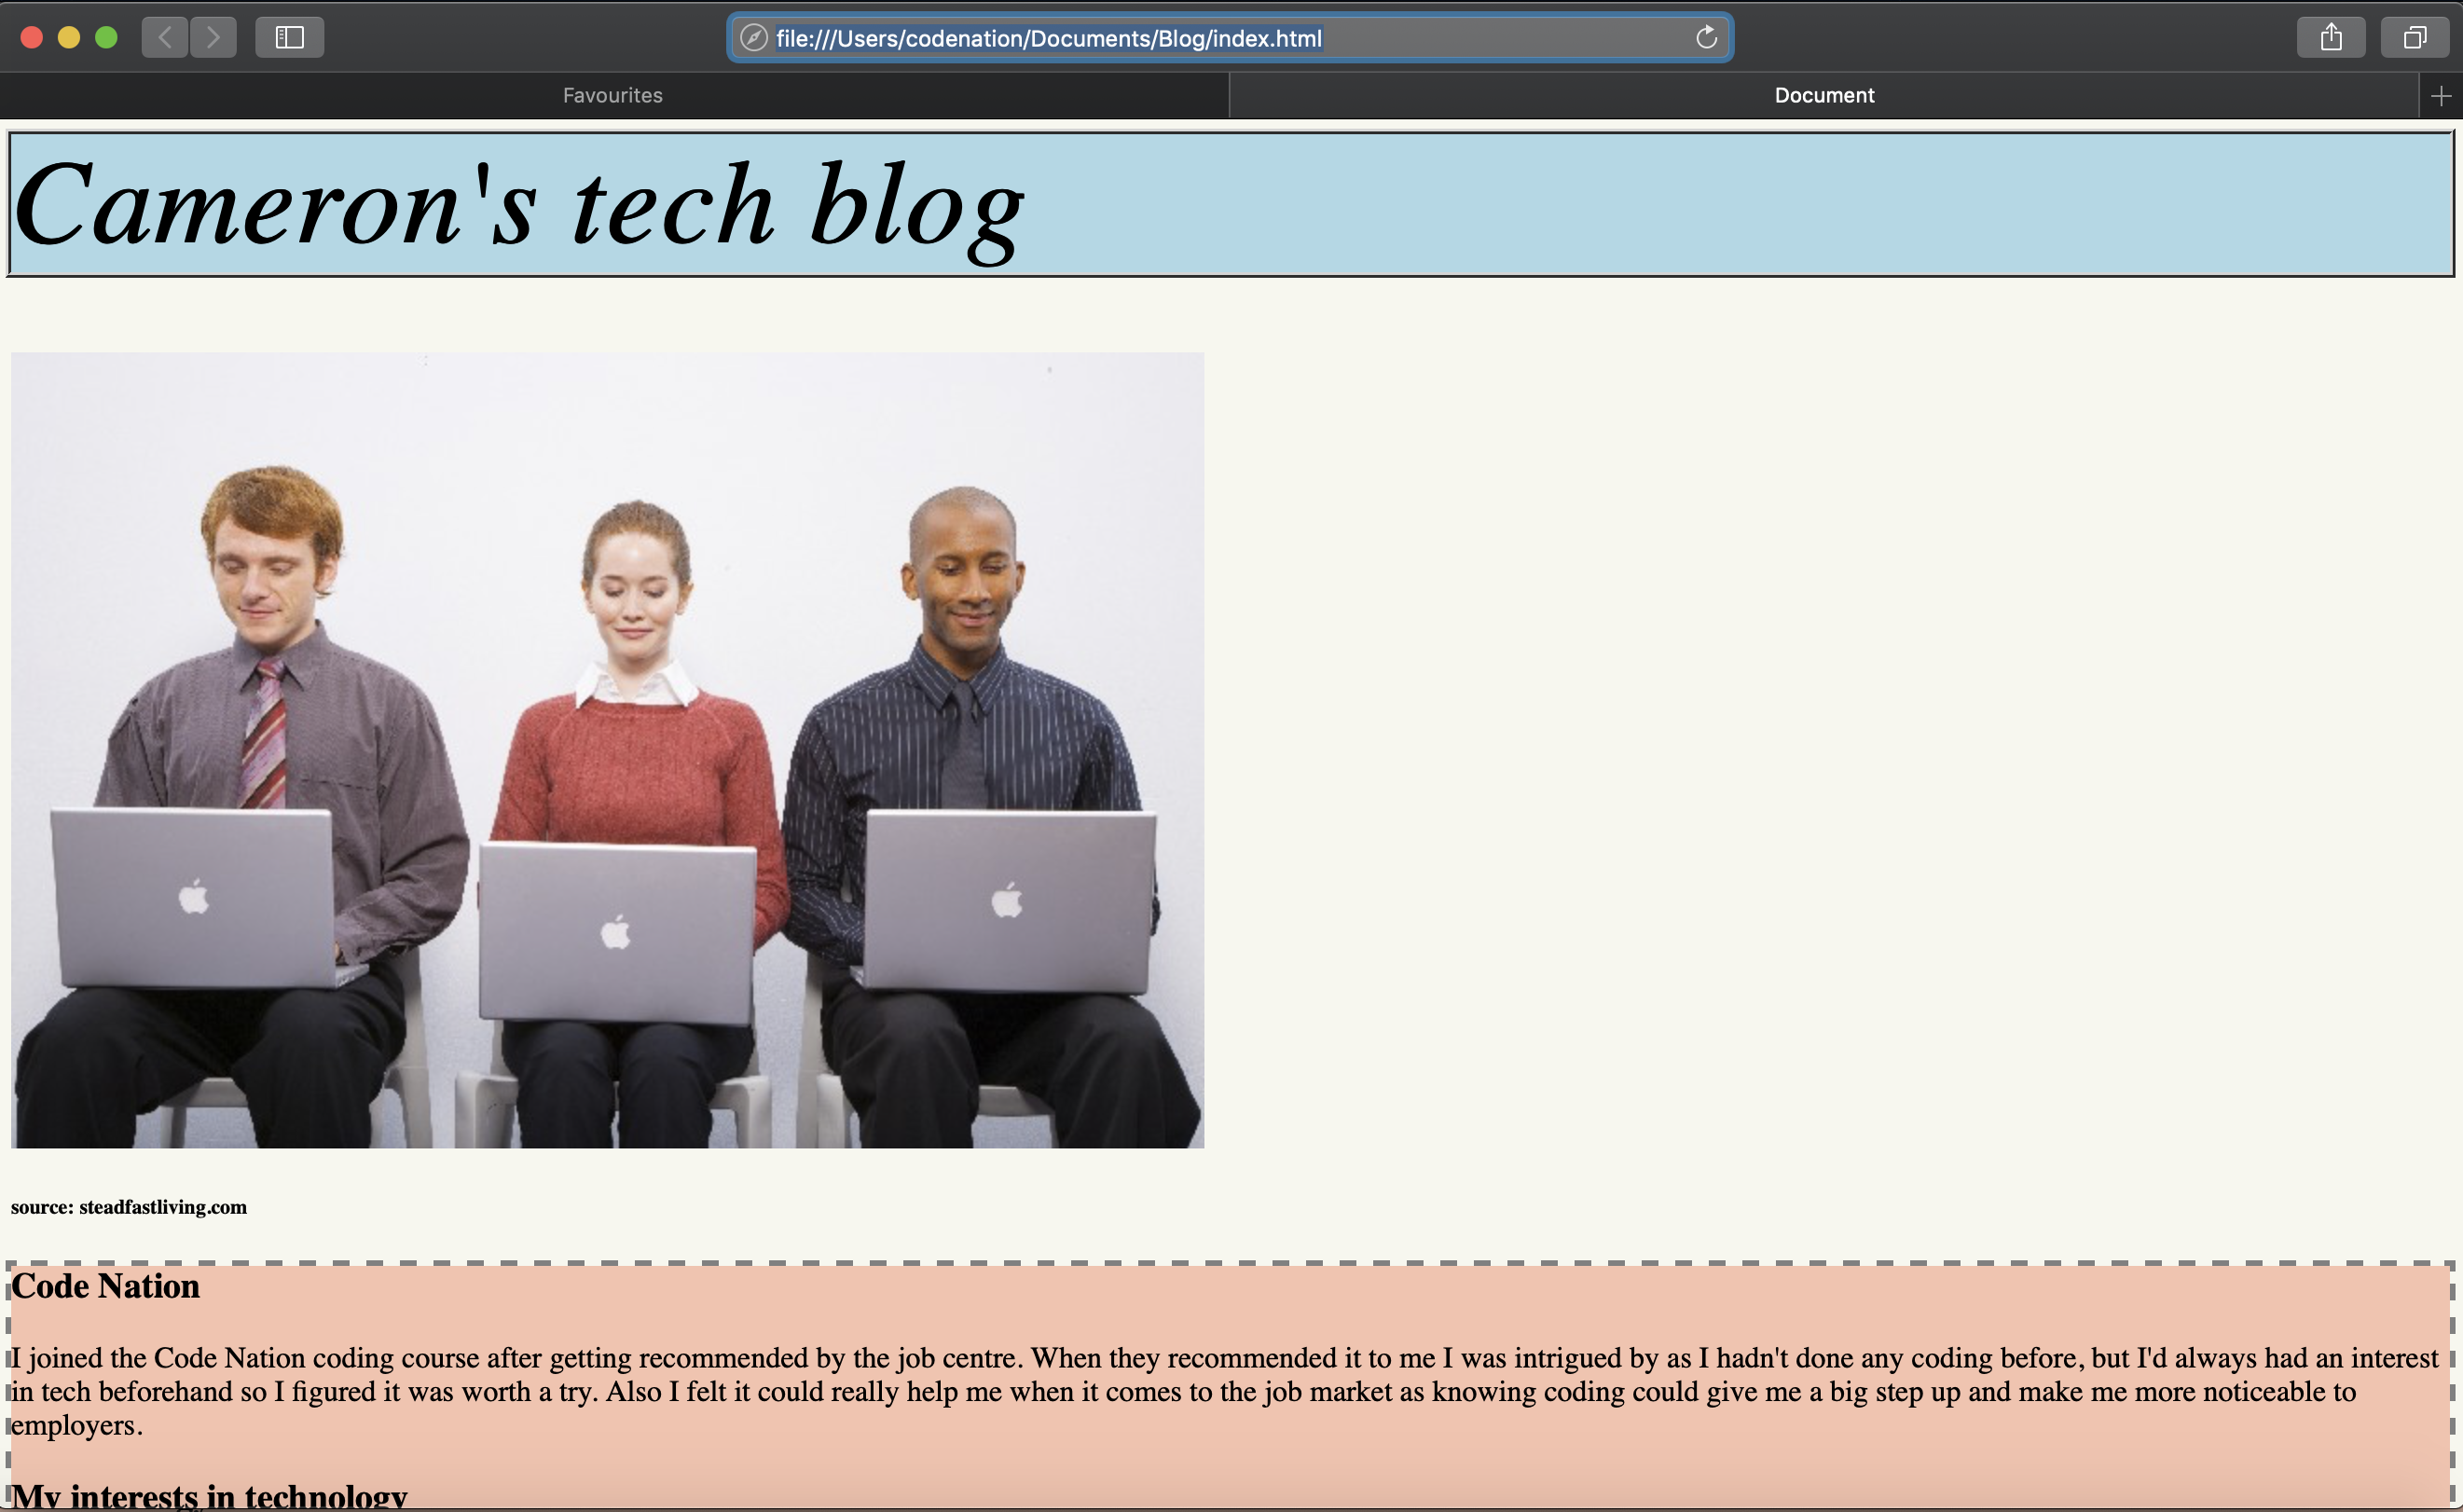 file:///Users/codenation/Documents/Blog/index.html
Favourites
Document
Cameron's tech blog
source: steadfastliving.com
Code Nation
I joined the Code Nation coding course after getting recommended by the job centre. When they recommended it to me I was intrigued by as I hadn't done any coding before, but I'd always had an interest
in tech beforehand so I figured it was worth a try. Also I felt it could really help me when it comes to the job market as knowing coding could give me a big step up and make me more noticeable to
employers.
My interests in technology